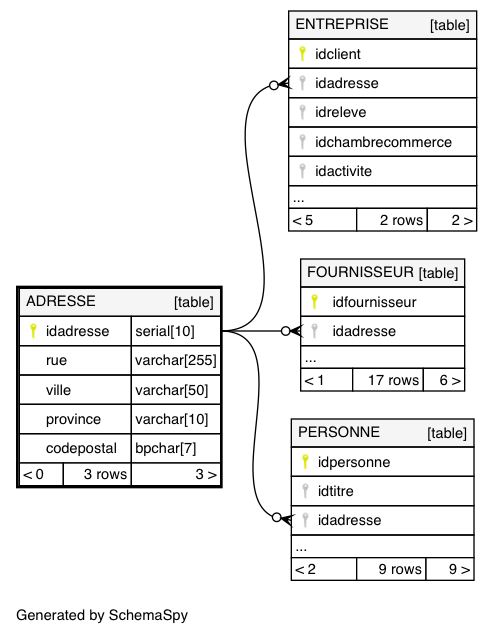 ENTREPRISE [table]
idclient
idadresse
idreleve
idchambrecommerce
idactivite
...
< 5 2 rows 2 >
FOURNISSEUR [table]
idfournisseur
idadresse
...
< 1 17 rows 6 >
ADRESSE [table]
idadresse serial[10]
rue varchar[255]
ville varchar[50]
province varchar[10]
codepostal bpchar[7]
< 0 3 rows 3 >
PERSONNE [table]
idpersonne
idtitre
idadresse
...
< 2 9 rows 9 >
Generated by SchemaSpy